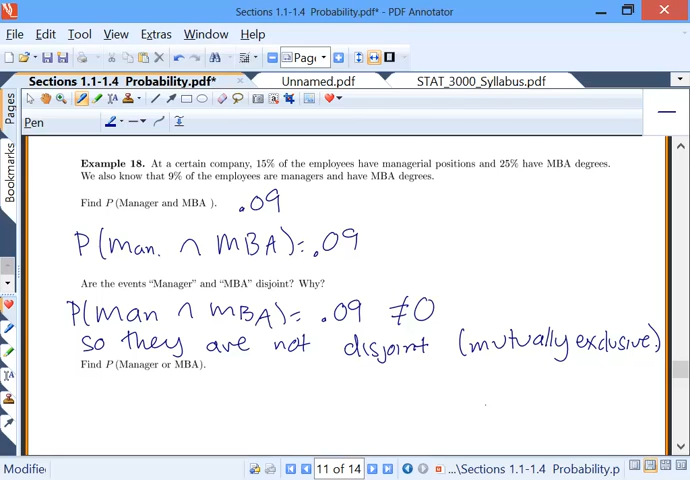 Sections 1.1-1.4 Probability.pdf* - PDF Annotator
File Edit Tool View Extras Window Help
Page
Sections 1.1-1.4 Probability.pdf* Unnamed.pdf STAT_3000_Syllabus.pdf
Pen
Pages
Bookmarks
Example 18. At a certain company, 15% of the employees have managerial positions and 25% have MBA degrees.
We also know that 9% of the employees are managers and have MBA degrees.
Find P (Manager and MBA ). .09
P(man. ∩ MBA)=.09
Are the events “Manager” and “MBA” disjoint? Why?
P(man ∩ MBA)= .09 ≠0
so they are not disjoint (mutually exclusive)
Find P (Manager or MBA).
Modifie 11 of 14 ...\Sections 1.1-1.4 Probability.p